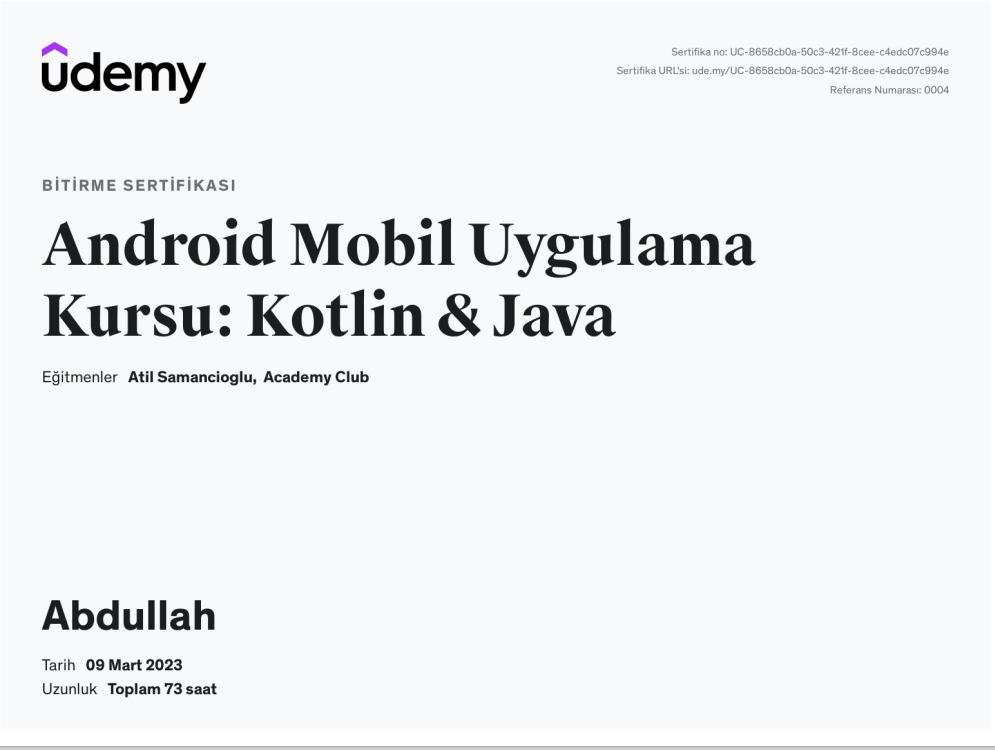 udemy
Sertifika no: UC-8658cb0a-50c3-421f-8cee-c4edc07c994e
Sertifika URL'si: ude.my/UC-8658cb0a-50c3-421f-8cee-c4edc07c994e
Referans Numarası: 0004
BİTİRME SERTİFİKASI
Android Mobil Uygulama
Kursu: Kotlin & Java
Eğitmenler Atil Samancioglu, Academy Club
Abdullah
Tarih 09 Mart 2023
Uzunluk Toplam 73 saat